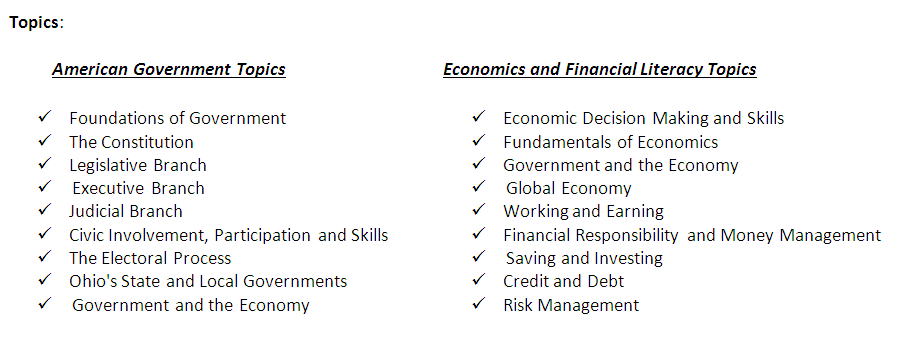 Topics:
American Government Topics
✓ Foundations of Government
✓ The Constitution
✓ Legislative Branch
✓ Executive Branch
✓ Judicial Branch
✓ Civic Involvement, Participation and Skills
✓ The Electoral Process
✓ Ohio's State and Local Governments
✓ Government and the Economy
Economics and Financial Literacy Topics
✓ Economic Decision Making and Skills
✓ Fundamentals of Economics
✓ Government and the Economy
✓ Global Economy
✓ Working and Earning
✓ Financial Responsibility and Money Management
✓ Saving and Investing
✓ Credit and Debt
✓ Risk Management